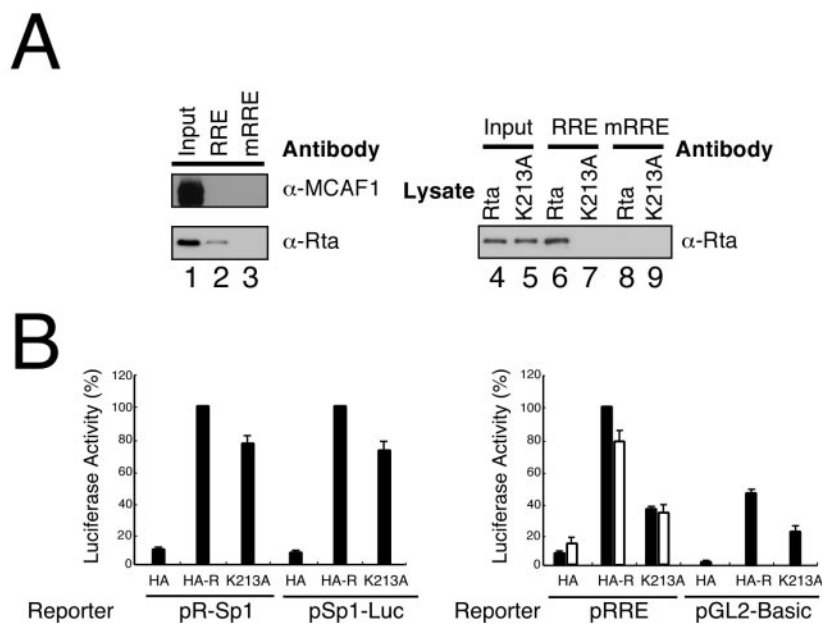 A
Input
RRE
mRRE
Antibody
α-MCAF1
α-Rta
1 2 3
Input RRE mRRE
Antibody
Lysate
Rta
K213A
Rta
K213A
Rta
K213A
α-Rta
4 5 6 7 8 9
B
Luciferase Activity (%)
120
100
80
60
40
20
0
HA HA-R K213A HA HA-R K213A
Reporter pR-Sp1 pSp1-Luc
Luciferase Activity (%)
120
100
80
60
40
20
0
HA HA-R K213A HA HA-R K213A
Reporter pRRE pGL2-Basic